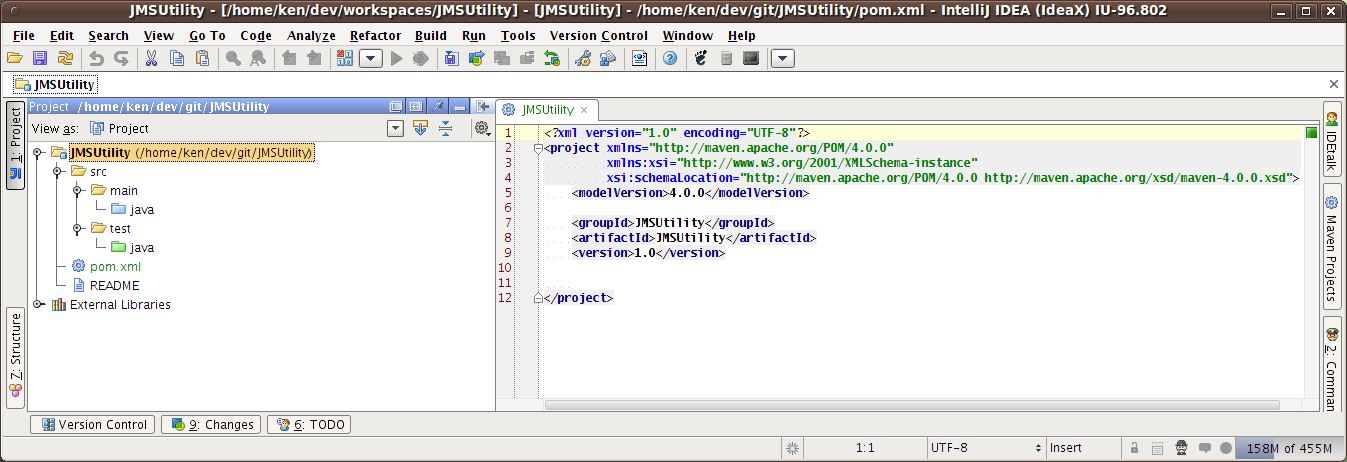 JMSUtility - [/home/ken/dev/workspaces/JMSUtility] - [JMSUtility] - /home/ken/dev/git/JMSUtility/pom.xml - IntelliJ IDEA (IdeaX) IU-96.802
File Edit Search View Go To Code Analyze Refactor Build Run Tools Version Control Window Help
JMSUtility
1: Project
7: Structure
Project /home/ken/dev/git/JMSUtility
View as: Project
JMSUtility (/home/ken/dev/git/JMSUtility)
src
main
java
test
java
pom.xml
README
External Libraries
JMSUtility
1 <?xml version="1.0" encoding="UTF-8"?>
2 <project xmlns="http://maven.apache.org/POM/4.0.0"
3 xmlns:xsi="http://www.w3.org/2001/XMLSchema-instance"
4 xsi:schemaLocation="http://maven.apache.org/POM/4.0.0 http://maven.apache.org/xsd/maven-4.0.0.xsd">
5 <modelVersion>4.0.0</modelVersion>
6
7 <groupId>JMSUtility</groupId>
8 <artifactId>JMSUtility</artifactId>
9 <version>1.0</version>
10
11
12 </project>
IDEtalk
Maven Projects
2: Comman
Version Control 9: Changes 6: TODO
1:1 UTF-8 Insert 158M of 455M